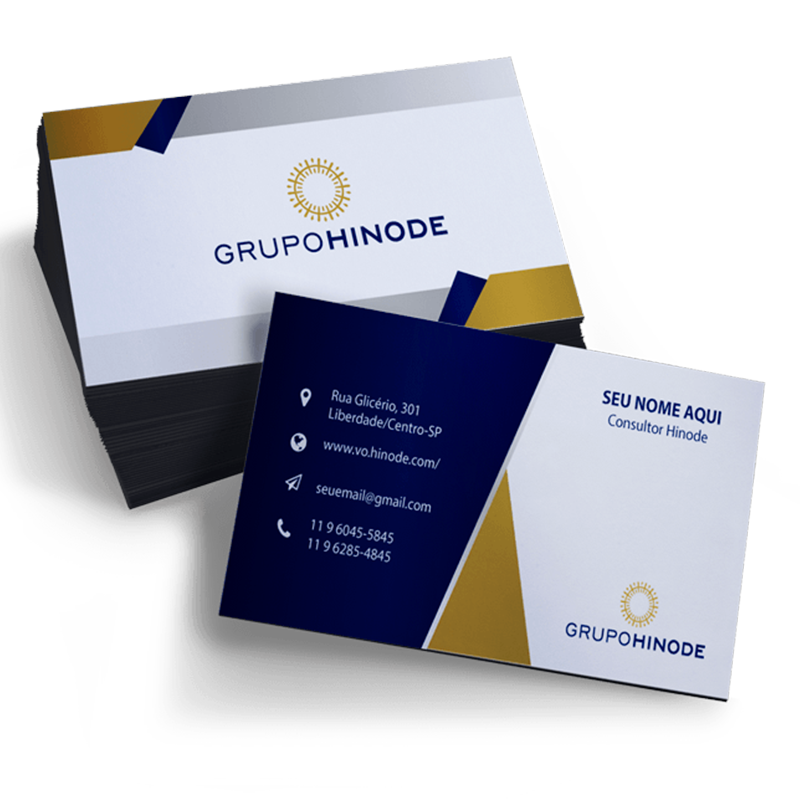 GRUPOHINODE
Rua Glicério, 301
Liberdade/Centro-SP
www.vo.hinode.com/
seuemail@gmail.com
11 9 6045-5845
11 9 6285-4845
SEU NOME AQUI
Consultor Hinode
GRUPOHINODE